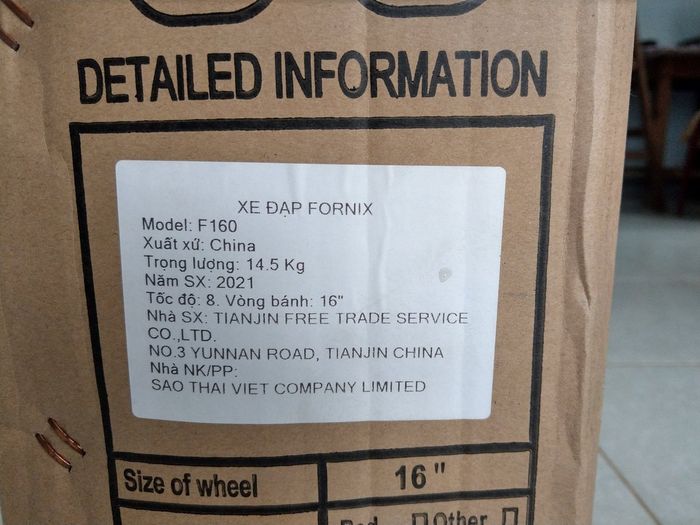 DETAILED INFORMATION
XE ĐẠP FORNIX
Model: F160
Xuất xứ: China
Trọng lượng: 14.5 Kg
Năm SX: 2021
Tốc độ: 8. Vòng bánh: 16"
Nhà SX: TIANJIN FREE TRADE SERVICE
CO.,LTD.
NO.3 YUNNAN ROAD, TIANJIN CHINA
Nhà NK/PP:
SAO THAI VIET COMPANY LIMITED
Size of wheel 16 "
Red Other